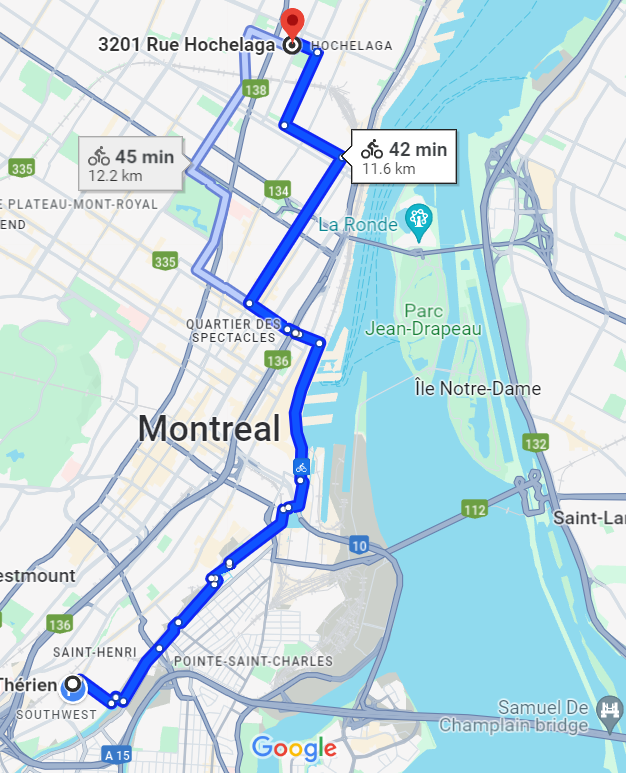 3201 Rue Hochelaga
HOCHELAGA
138
45 min
12.2 km
42 min
11.6 km
335
134
PLATEAU-MONT-ROYAL
END
La Ronde
335
Parc
Jean-Drapeau
QUARTIER DES
SPECTACLES
136
Île Notre-Dame
Montreal
132
112
Saint-La
10
estmount
136
SAINT-HENRI
POINTE-SAINT-CHARLES
Thérien
SOUTHWEST
Samuel De
Champlain bridge
Google
A 15